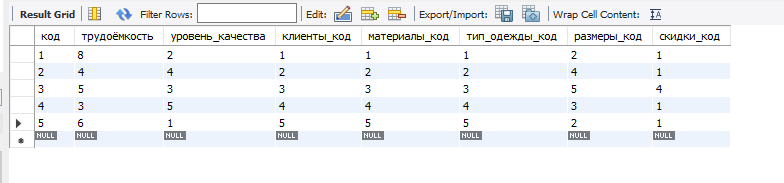 Result Grid Filter Rows: Edit: Export/Import: Wrap Cell Content: IA
код трудоёмкость уровень_качества клиенты_код материалы_код тип_одежды_код размеры_код скидки_код
1 8 2 1 1 1 2 1
2 4 4 2 2 2 4 1
3 5 3 3 3 3 5 4
4 3 5 4 4 4 3 1
5 6 1 5 5 5 2 1
NULL NULL NULL NULL NULL NULL NULL NULL